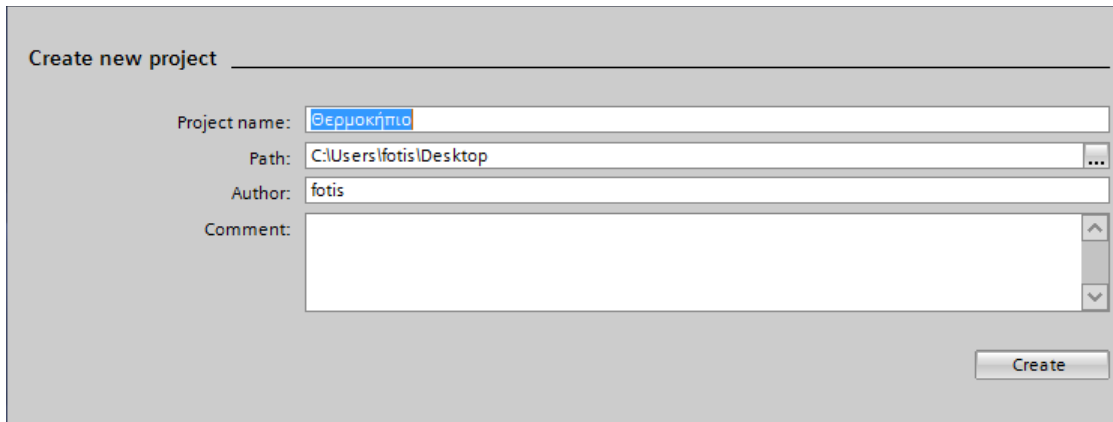 Create new project
Project name: Θερμοκήπιο
Path: C:\Users\fotis\Desktop ...
Author: fotis
Comment:
Create